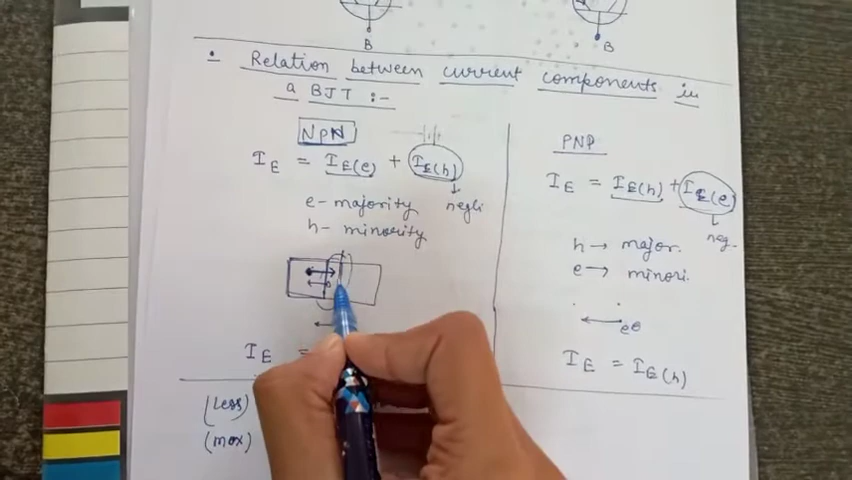 B
B
Relation between current components in
a BJT :-
NPN
I_E = I_E(e) + I_E(h)
negli
e - majority
h - minority
I_E =
(Less)
(max)
PNP
I_E = I_E(h) + I_E(e)
neg.
h → major.
e → minori.
I_E = I_E(h)